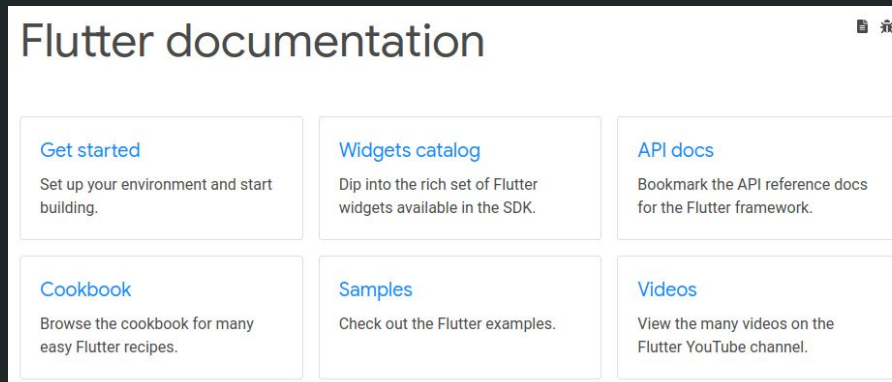 Flutter documentation
Get started
Set up your environment and start
building.
Widgets catalog
Dip into the rich set of Flutter
widgets available in the SDK.
API docs
Bookmark the API reference docs
for the Flutter framework.
Cookbook
Browse the cookbook for many
easy Flutter recipes.
Samples
Check out the Flutter examples.
Videos
View the many videos on the
Flutter YouTube channel.